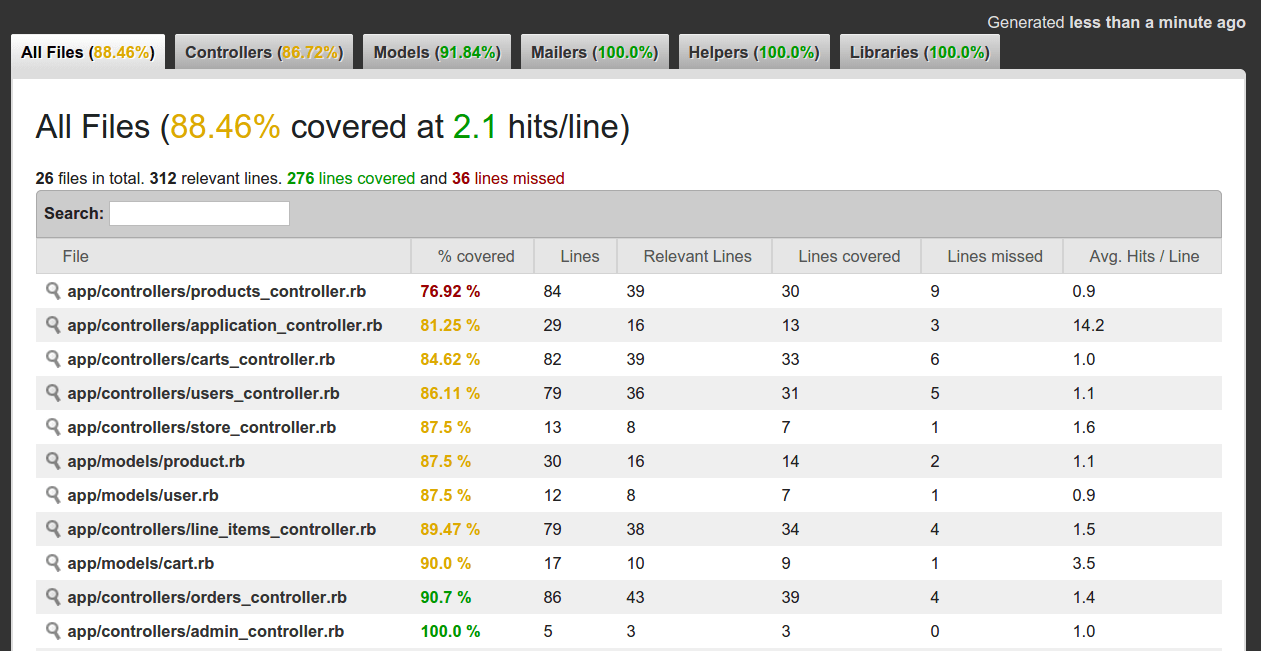 Generated less than a minute ago
All Files (88.46%) Controllers (86.72%) Models (91.84%) Mailers (100.0%) Helpers (100.0%) Libraries (100.0%)
All Files (88.46% covered at 2.1 hits/line)
26 files in total. 312 relevant lines. 276 lines covered and 36 lines missed
Search:
File % covered Lines Relevant Lines Lines covered Lines missed Avg. Hits / Line
app/controllers/products_controller.rb 76.92 % 84 39 30 9 0.9
app/controllers/application_controller.rb 81.25 % 29 16 13 3 14.2
app/controllers/carts_controller.rb 84.62 % 82 39 33 6 1.0
app/controllers/users_controller.rb 86.11 % 79 36 31 5 1.1
app/controllers/store_controller.rb 87.5 % 13 8 7 1 1.6
app/models/product.rb 87.5 % 30 16 14 2 1.1
app/models/user.rb 87.5 % 12 8 7 1 0.9
app/controllers/line_items_controller.rb 89.47 % 79 38 34 4 1.5
app/models/cart.rb 90.0 % 17 10 9 1 3.5
app/controllers/orders_controller.rb 90.7 % 86 43 39 4 1.4
app/controllers/admin_controller.rb 100.0 % 5 3 3 0 1.0